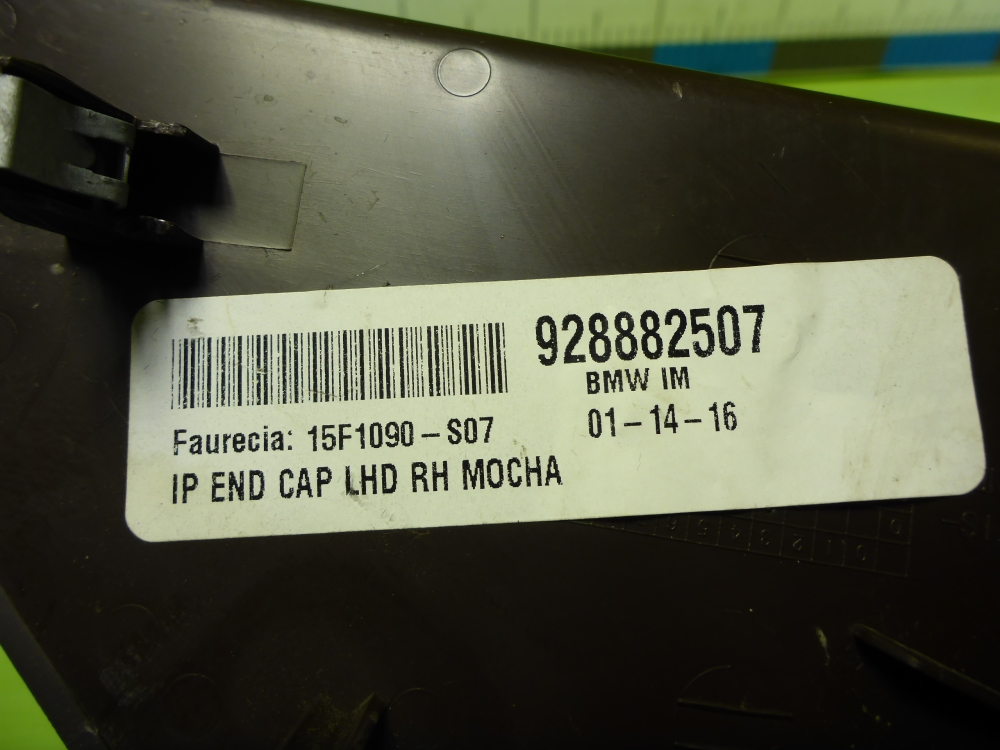 928882507
BMW IM
01-14-16
Faurecia: 15F1090-S07
IP END CAP LHD RH MOCHA